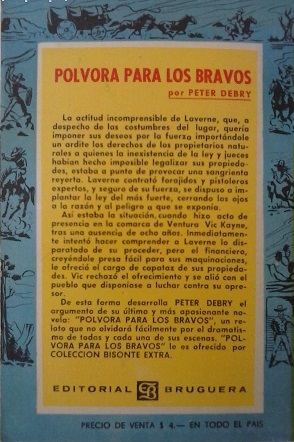 POLVORA PARA LOS BRAVOS
por PETER DEBRY
La actitud incomprensible de Laverne, que, a
despecho de las costumbres del lugar, quería
imponer sus deseos por la fuerza importándole
un ardite los derechos de los propietarios natu-
rales a quienes la inexistencia de la ley y jueces
habían hecho imposible legalizar sus propieda-
des, estaba a punto de provocar una sangrienta
reyerta. Laverne contrató forajidos y pistoleros
expertos, y seguro de su fuerza, se dispuso a im-
plantar la ley del más fuerte, cerrando los ojos
a la razón y al peligro a que se exponía.
Así estaba la situación, cuando hizo acto de
presencia en la comarca de Ventura Vic Kayne,
tras una ausencia de ocho años. Inmediatamen-
te intentó hacer comprender a Laverne lo dis-
paratado de su proceder, pero el financiero,
creyéndole presa fácil para sus maquinaciones,
le ofreció el cargo de capataz de sus propieda-
des. Vic rechazó el ofrecimiento y se alió con el
pueblo que disponíase a luchar contra su opre-
sor.
De esta forma desarrolla PETER DEBRY el
argumento de su última y más apasionante no-
vela: "POLVORA PARA LOS BRAVOS", un re-
lato que no olvidará fácilmente por el dramatis-
mo de todas y cada una de sus escenas. "POL-
VORA PARA LOS BRAVOS" le es ofrecido por
COLECCION BISONTE EXTRA.
EDITORIAL EB BRUGUERA
PRECIO DE VENTA $ 4.— EN TODO EL PAIS